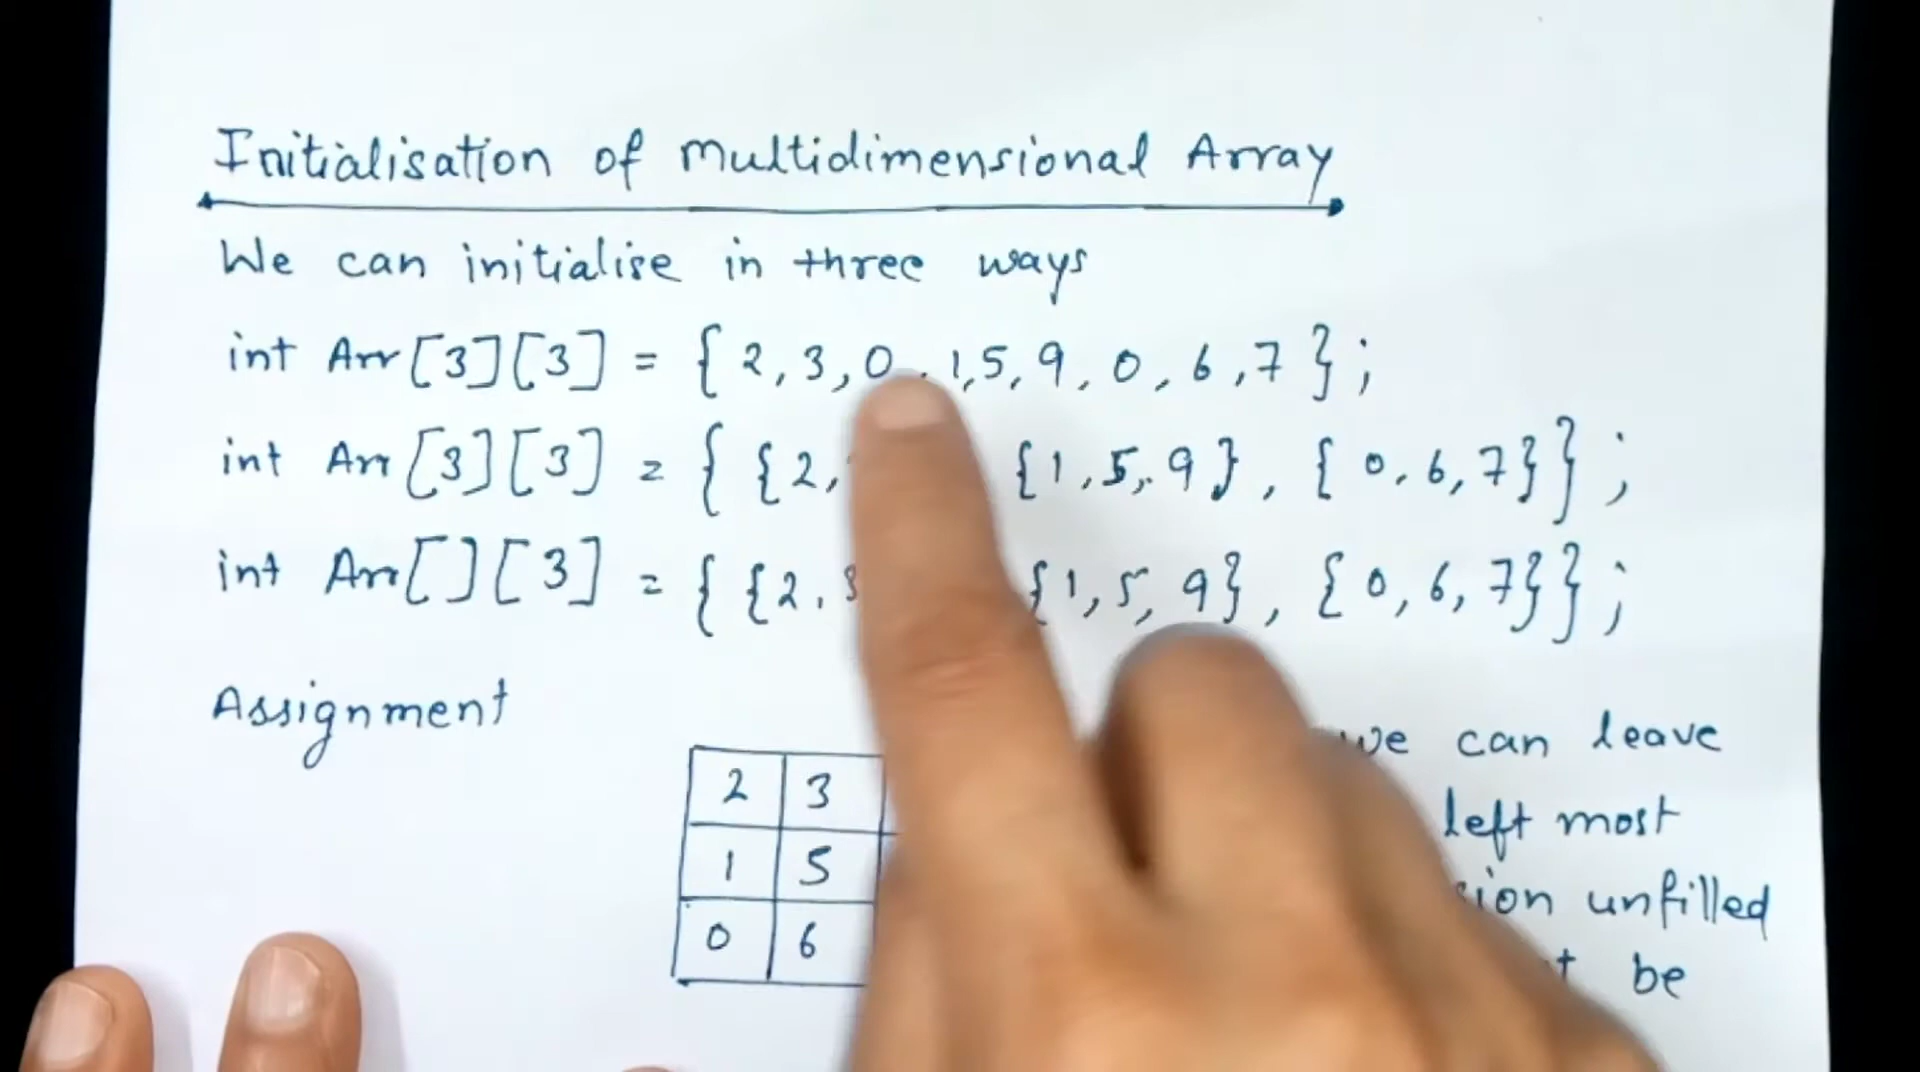 Initialisation of Multidimensional Array
We can initialise in three ways
int Arr[3][3] = { 2, 3, 0, 1, 5, 9, 0, 6, 7 };
int Arr[3][3] = { {2, {1, 5, 9}, { 0, 6, 7}};
int Arr[][3] = { {2, 3 {1, 5, 9}, {0, 6, 7}};
Assignment
we can leave
left most
unfilled
be
2 3
1 5
0 6